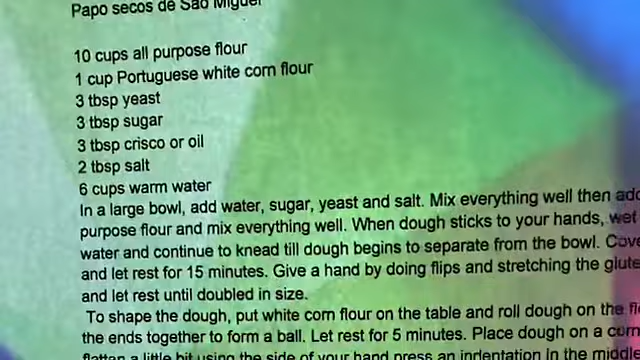 Papo secos de Sao Miguel
10 cups all purpose flour
1 cup Portuguese white corn flour
3 tbsp yeast
3 tbsp sugar
3 tbsp crisco or oil
2 tbsp salt
6 cups warm water
In a large bowl, add water, sugar, yeast and salt. Mix everything well then add
purpose flour and mix everything well. When dough sticks to your hands, wet
water and continue to knead till dough begins to separate from the bowl.
and let rest for 15 minutes. Give a hand by doing flips and stretching the
and let rest until doubled in size.
To shape the dough, put white corn flour on the table and roll dough on the
the ends together to form a ball. Let rest for 5 minutes. Place dough on a
flatten a little bit using the side of your hand press an indentation In the middle